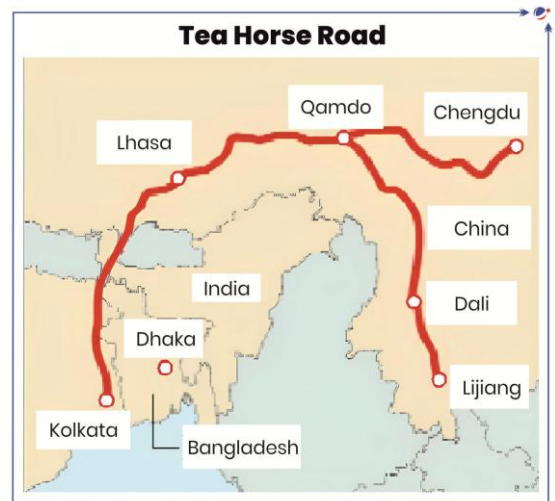 Tea Horse Road
Qamdo
Chengdu
Lhasa
China
India
Dali
Dhaka
Lijiang
Kolkata
Bangladesh